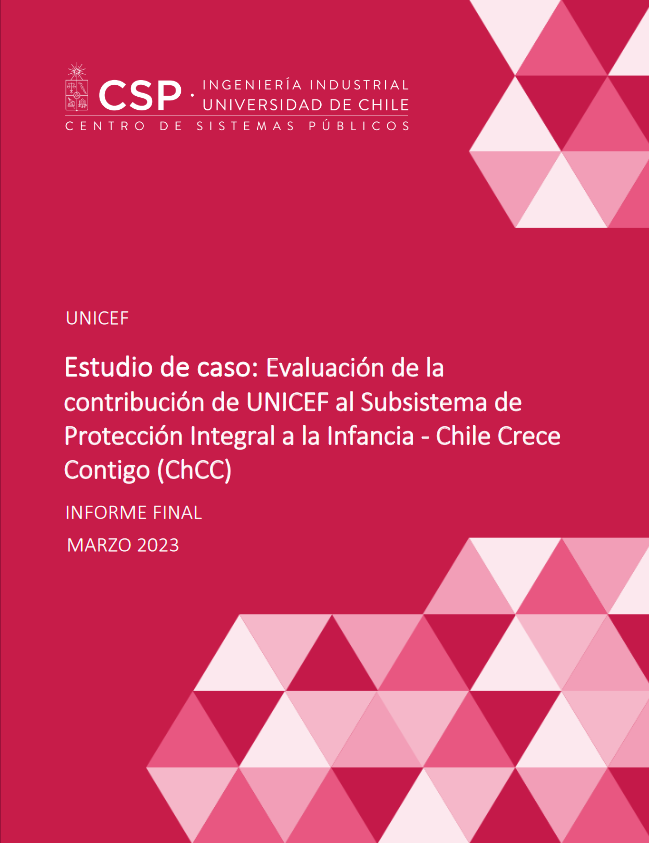 CSP · INGENIERÍA INDUSTRIAL
UNIVERSIDAD DE CHILE
CENTRO DE SISTEMAS PÚBLICOS
UNICEF
Estudio de caso: Evaluación de la
contribución de UNICEF al Subsistema de
Protección Integral a la Infancia - Chile Crece
Contigo (ChCC)
INFORME FINAL
MARZO 2023